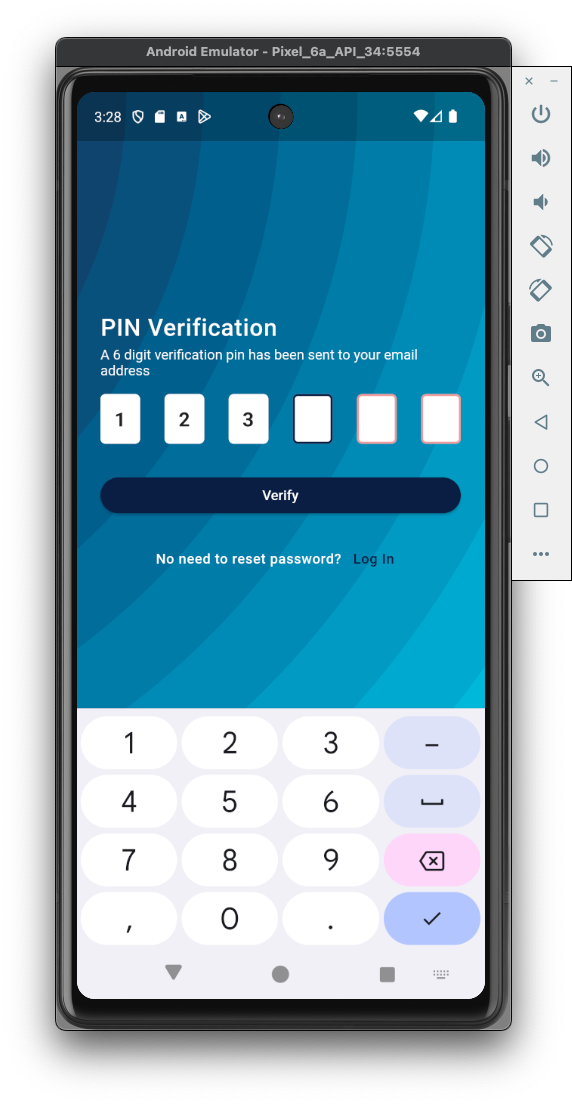 Android Emulator - Pixel_6a_API_34:5554
3:28
A
PIN Verification
A 6 digit verification pin has been sent to your email
address
1 2 3
Verify
No need to reset password? Log In
1 2 3 –
4 5 6
7 8 9
, 0 .